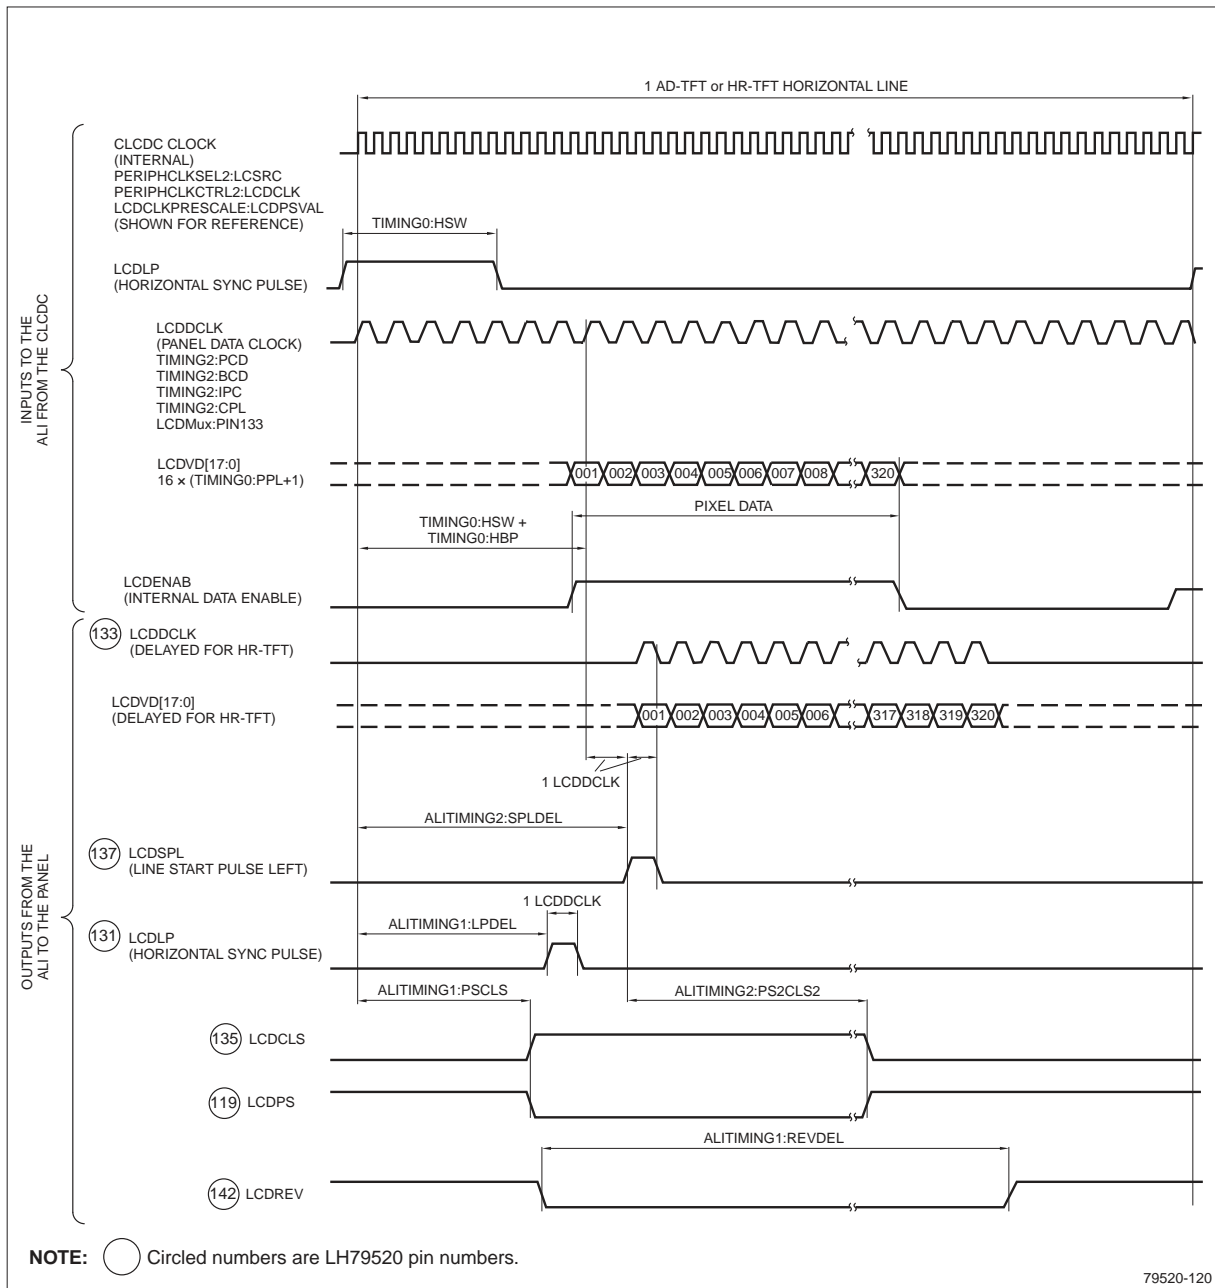 1 AD-TFT or HR-TFT HORIZONTAL LINE
CLCDC CLOCK
(INTERNAL)
PERIPHCLKSEL2:LCSRC
PERIPHCLKCTRL2:LCDCLK
LCDCLKPRESCALE:LCDPSVAL
(SHOWN FOR REFERENCE)
TIMING0:HSW
LCDLP
(HORIZONTAL SYNC PULSE)
INPUTS TO THE
ALI FROM THE CLCDC
LCDDCLK
(PANEL DATA CLOCK)
TIMING2:PCD
TIMING2:BCD
TIMING2:IPC
TIMING2:CPL
LCDMux:PIN133
LCDVD[17:0]
16 × (TIMING0:PPL+1)
001 002 003 004 005 006 007 008 320
PIXEL DATA
TIMING0:HSW +
TIMING0:HBP
LCDENAB
(INTERNAL DATA ENABLE)
133 LCDDCLK
(DELAYED FOR HR-TFT)
LCDVD[17:0]
(DELAYED FOR HR-TFT)
001 002 003 004 005 006 317 318 319 320
1 LCDDCLK
ALITIMING2:SPLDEL
OUTPUTS FROM THE
ALI TO THE PANEL
137 LCDSPL
(LINE START PULSE LEFT)
1 LCDDCLK
ALITIMING1:LPDEL
131 LCDLP
(HORIZONTAL SYNC PULSE)
ALITIMING1:PSCLS
ALITIMING2:PS2CLS2
135 LCDCLS
119 LCDPS
ALITIMING1:REVDEL
142 LCDREV
NOTE: Circled numbers are LH79520 pin numbers.
79520-120